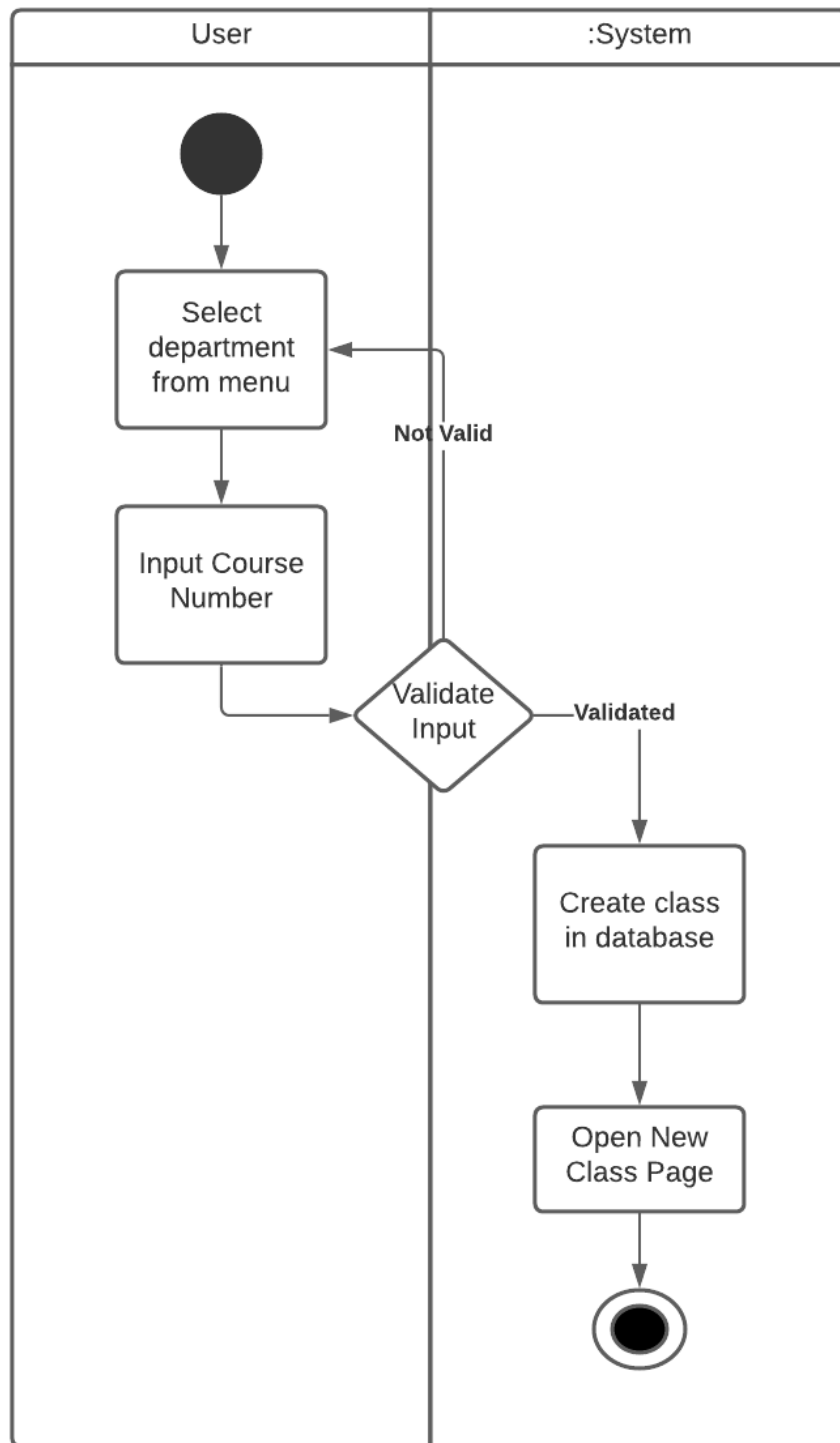 User
:System
Select
department
from menu
Not Valid
Input Course
Number
Validate
Input
Validated
Create class
in database
Open New
Class Page